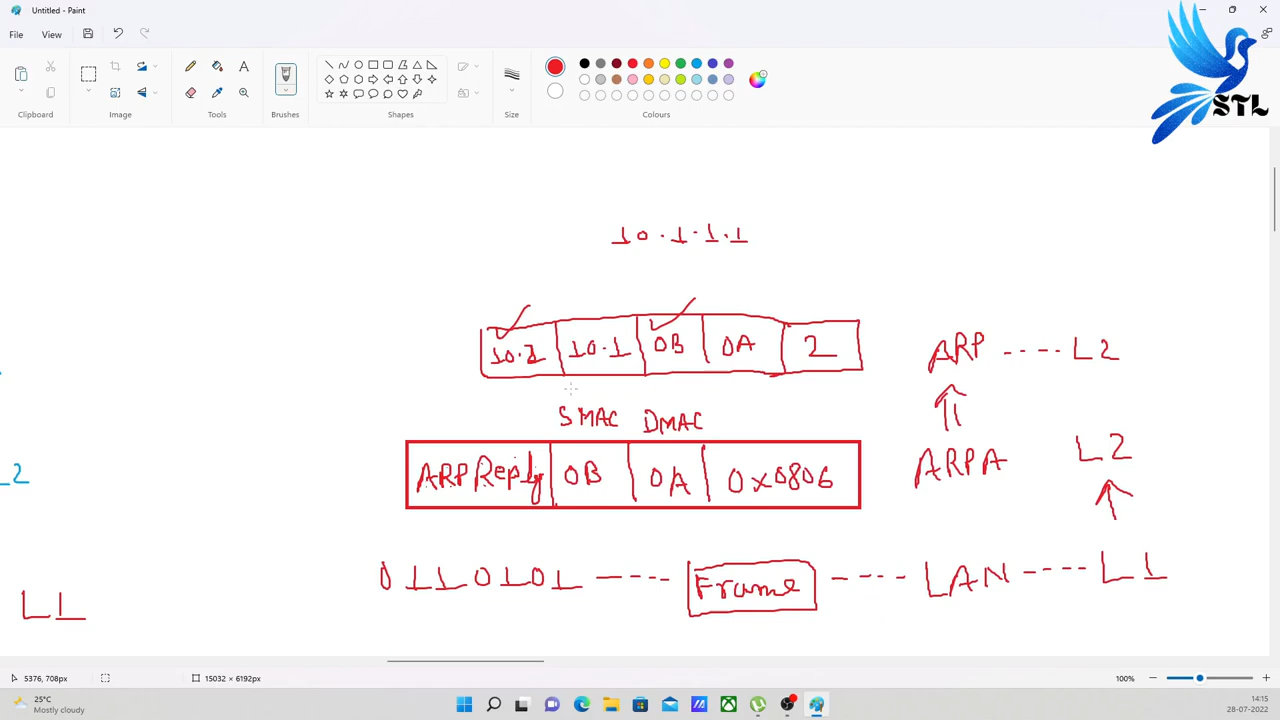 Untitled - Paint
File View
Clipboard Image Tools Brushes Shapes Size Colours
STL
10.1.1.1
10.2 10.1 0B 0A 2
ARP ---- L2
SMAC DMAC
ARP Reply 0B 0A 0x0806
ARPA L2
L2
0110101 ---- Frame ---- LAN ---- L1
L1
5376, 708px 15032 × 6192px 100%
25°C
Mostly cloudy
14:15
28-07-2022